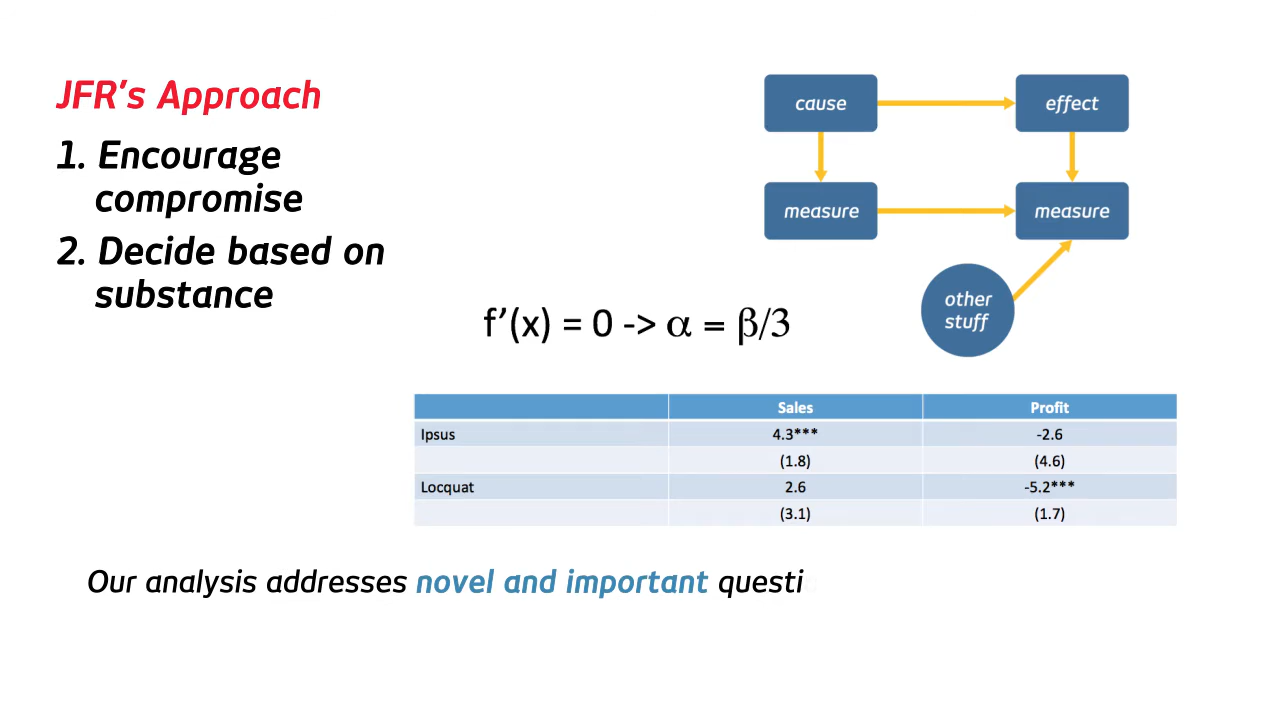 JFR's Approach
1. Encourage
compromise
2. Decide based on
substance
cause
effect
measure
measure
other
stuff
f'(x) = 0 -> α = β/3
Sales Profit
Ipsus 4.3*** -2.6
(1.8) (4.6)
Locquat 2.6 -5.2***
(3.1) (1.7)
Our analysis addresses novel and important questi